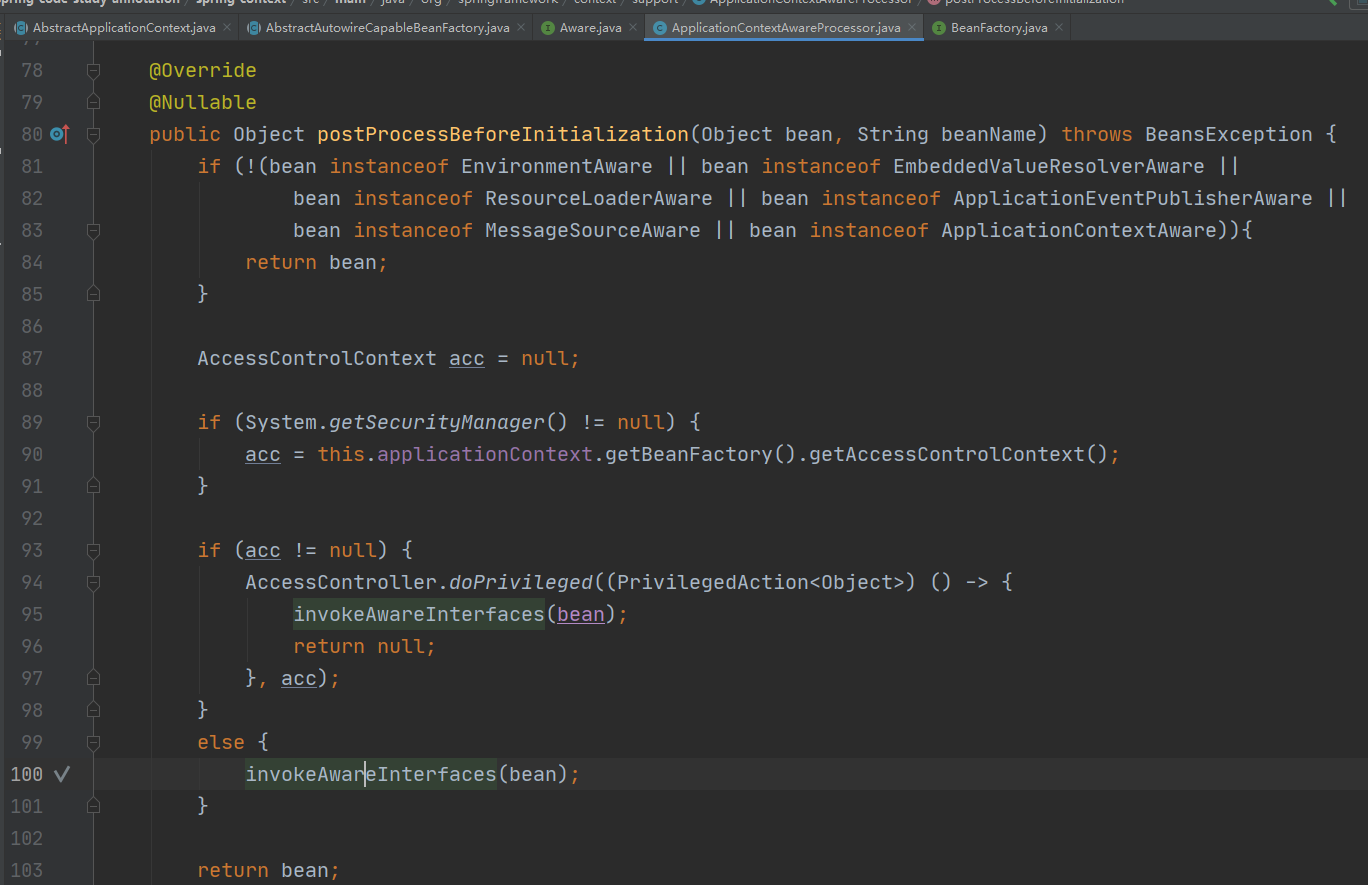 spring-code-study-annotation / spring-context / src / main / java / org / springframework / context / support / ApplicationContextAwareProcessor / postProcessBeforeInitialization
AbstractApplicationContext.java × AbstractAutowireCapableBeanFactory.java × Aware.java × ApplicationContextAwareProcessor.java × BeanFactory.java ×
77
78 @Override
79 @Nullable
80 public Object postProcessBeforeInitialization(Object bean, String beanName) throws BeansException {
81 if (!(bean instanceof EnvironmentAware || bean instanceof EmbeddedValueResolverAware ||
82 bean instanceof ResourceLoaderAware || bean instanceof ApplicationEventPublisherAware ||
83 bean instanceof MessageSourceAware || bean instanceof ApplicationContextAware)){
84 return bean;
85 }
86
87 AccessControlContext acc = null;
88
89 if (System.getSecurityManager() != null) {
90 acc = this.applicationContext.getBeanFactory().getAccessControlContext();
91 }
92
93 if (acc != null) {
94 AccessController.doPrivileged((PrivilegedAction<Object>) () -> {
95 invokeAwareInterfaces(bean);
96 return null;
97 }, acc);
98 }
99 else {
100 invokeAwareInterfaces(bean);
101 }
102
103 return bean;